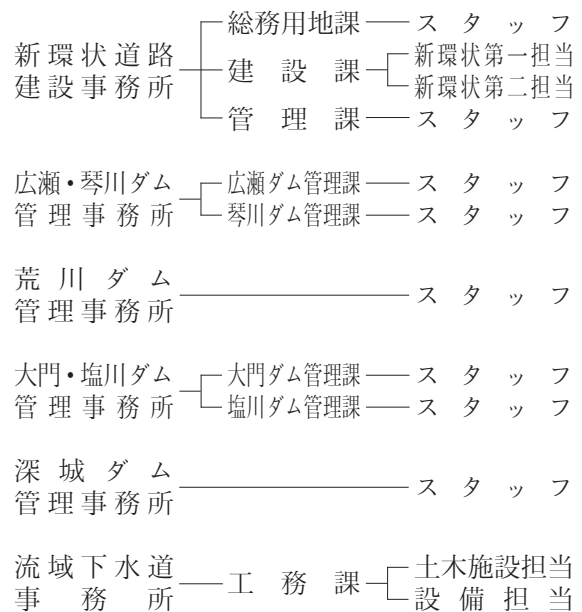 総務用地課 スタッフ
新環状道路建設事務所 建設課 新環状第一担当
新環状第二担当
管理課 スタッフ
広瀬・琴川ダム管理事務所 広瀬ダム管理課 スタッフ
琴川ダム管理課 スタッフ
荒川ダム管理事務所 スタッフ
大門・塩川ダム管理事務所 大門ダム管理課 スタッフ
塩川ダム管理課 スタッフ
深城ダム管理事務所 スタッフ
流域下水道事務所 工務課 土木施設担当
設備担当